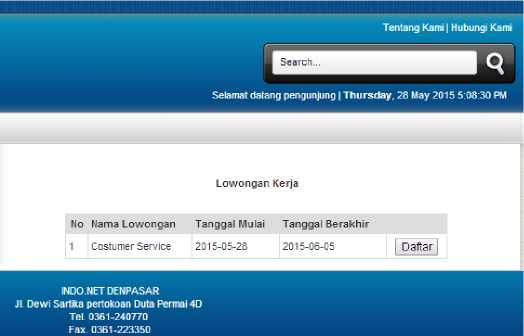 Tentang Kami | Hubungi Kami
Search...
Selamat datang pengunjung | Thursday, 28 May 2015 5:08:30 PM
Lowongan Kerja
No Nama Lowongan Tanggal Mulai Tanggal Berakhir
1 Costumer Service 2015-05-28 2015-06-05 Daftar
INDO.NET DENPASAR
Jl. Dewi Sartika pertokoan Duta Permai 4D
Tel. 0361-240770
Fax. 0361-223350